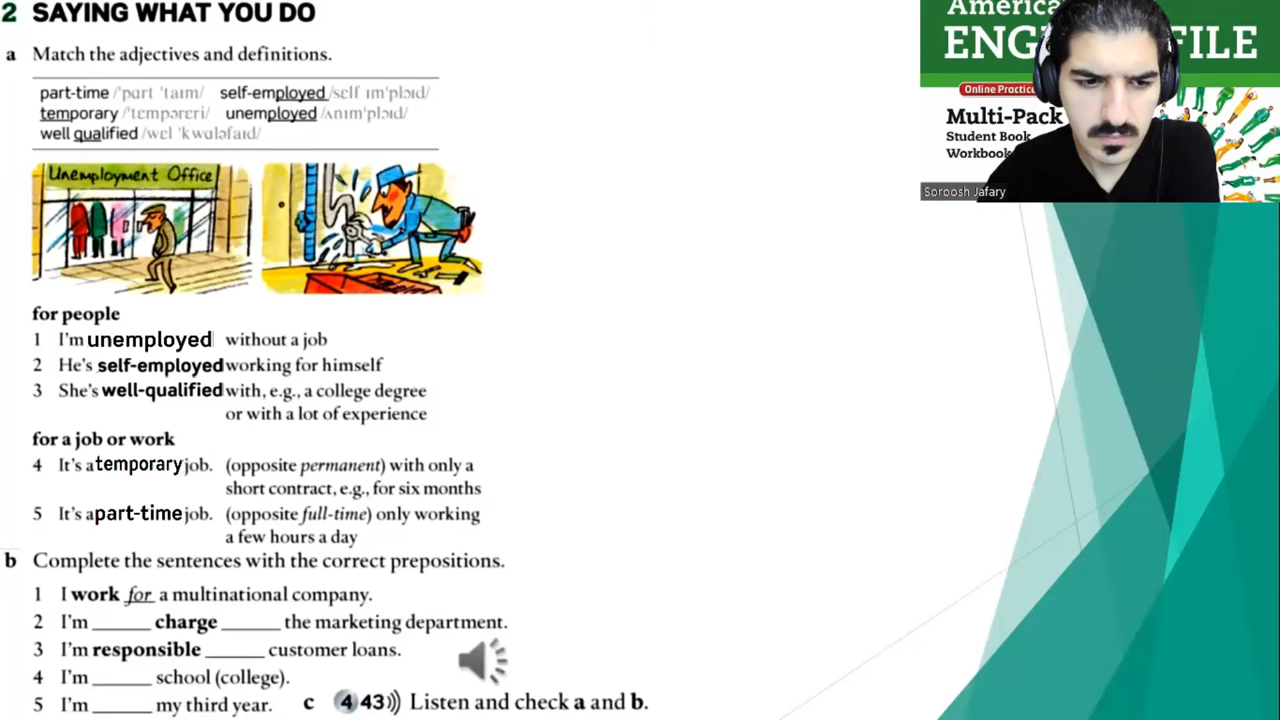 2 SAYING WHAT YOU DO
a Match the adjectives and definitions.
part-time /ˈpɑrt ˈtaɪm/ self-employed /sɛlf ɪmˈplɔɪd/
temporary /ˈtɛmpəreri/ unemployed /ʌnɪmˈplɔɪd/
well qualified /wɛl ˈkwɑləfaɪd/
Unemployment Office
for people
1 I'm unemployed without a job
2 He's self-employed working for himself
3 She's well-qualified with, e.g., a college degree
or with a lot of experience
for a job or work
4 It's a temporary job. (opposite permanent) with only a
short contract, e.g., for six months
5 It's a part-time job. (opposite full-time) only working
a few hours a day
b Complete the sentences with the correct prepositions.
1 I work for a multinational company.
2 I'm ______ charge ______ the marketing department.
3 I'm responsible ______ customer loans.
4 I'm ______ school (college).
5 I'm ______ my third year.
c 4 43))) Listen and check a and b.
ENG FILE
Online Practice
Multi-Pack
Student Book
Workbook
Soroosh Jafary